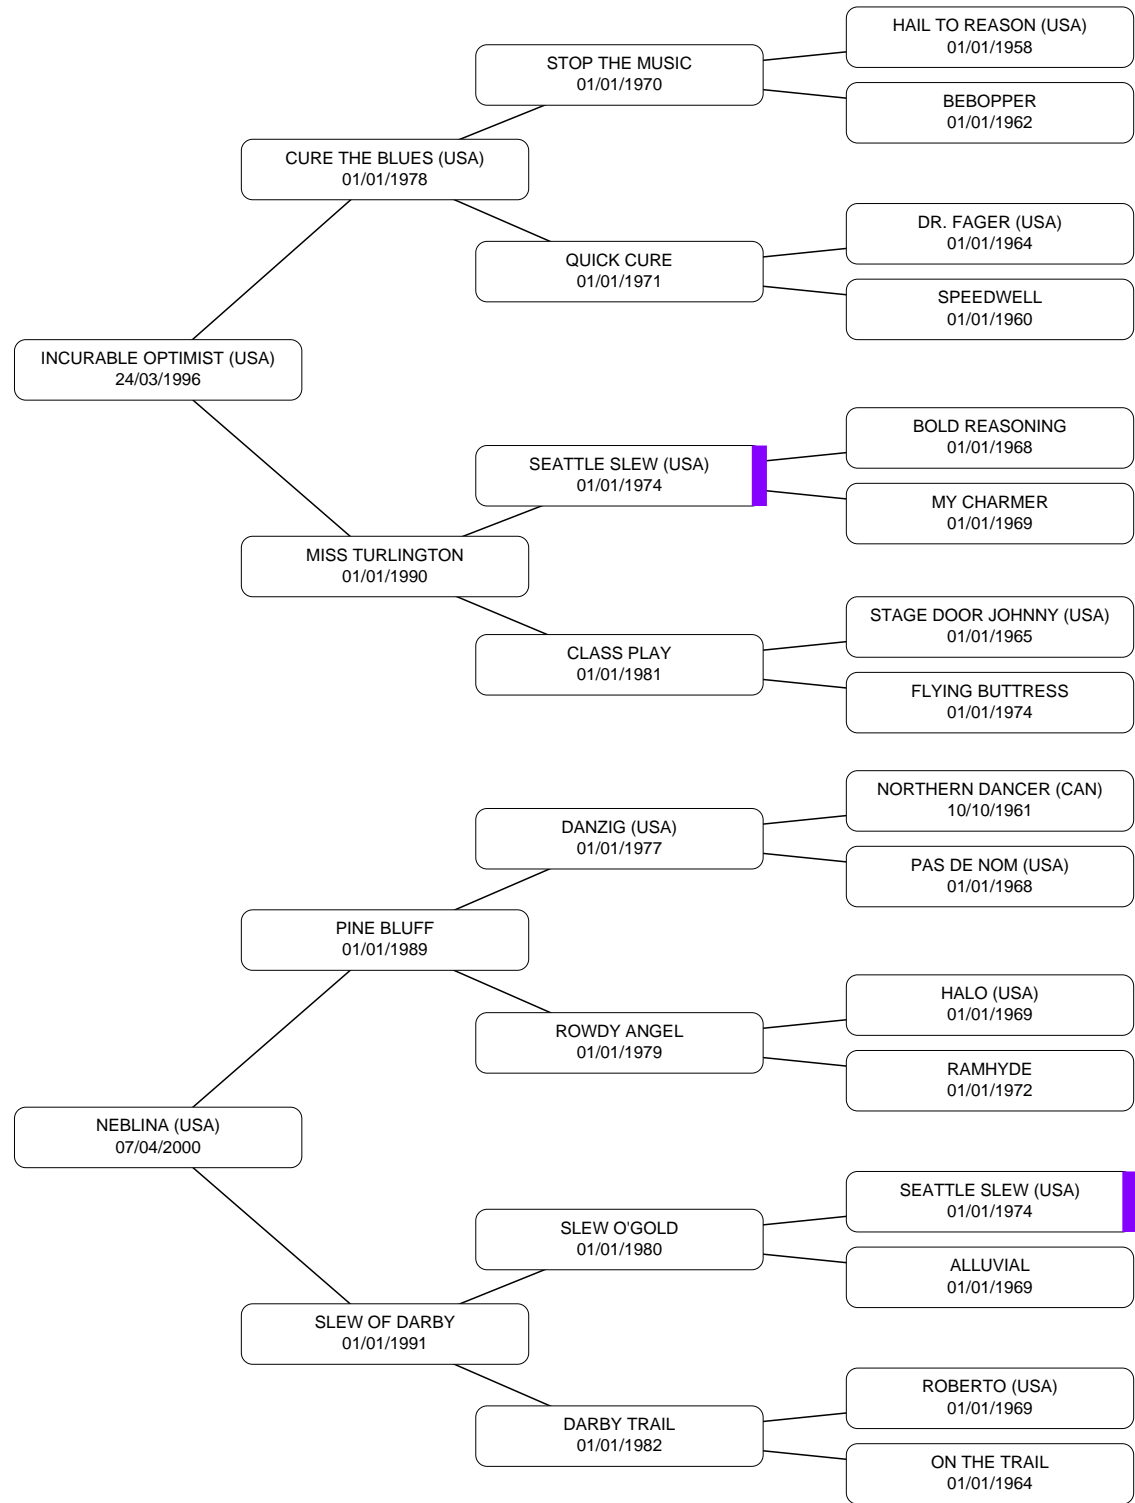 HAIL TO REASON (USA)
01/01/1958
STOP THE MUSIC
01/01/1970
BEBOPPER
01/01/1962
CURE THE BLUES (USA)
01/01/1978
DR. FAGER (USA)
01/01/1964
QUICK CURE
01/01/1971
SPEEDWELL
01/01/1960
INCURABLE OPTIMIST (USA)
24/03/1996
BOLD REASONING
01/01/1968
SEATTLE SLEW (USA)
01/01/1974
MY CHARMER
01/01/1969
MISS TURLINGTON
01/01/1990
STAGE DOOR JOHNNY (USA)
01/01/1965
CLASS PLAY
01/01/1981
FLYING BUTTRESS
01/01/1974
NORTHERN DANCER (CAN)
10/10/1961
DANZIG (USA)
01/01/1977
PAS DE NOM (USA)
01/01/1968
PINE BLUFF
01/01/1989
HALO (USA)
01/01/1969
ROWDY ANGEL
01/01/1979
RAMHYDE
01/01/1972
NEBLINA (USA)
07/04/2000
SEATTLE SLEW (USA)
01/01/1974
SLEW O'GOLD
01/01/1980
ALLUVIAL
01/01/1969
SLEW OF DARBY
01/01/1991
ROBERTO (USA)
01/01/1969
DARBY TRAIL
01/01/1982
ON THE TRAIL
01/01/1964